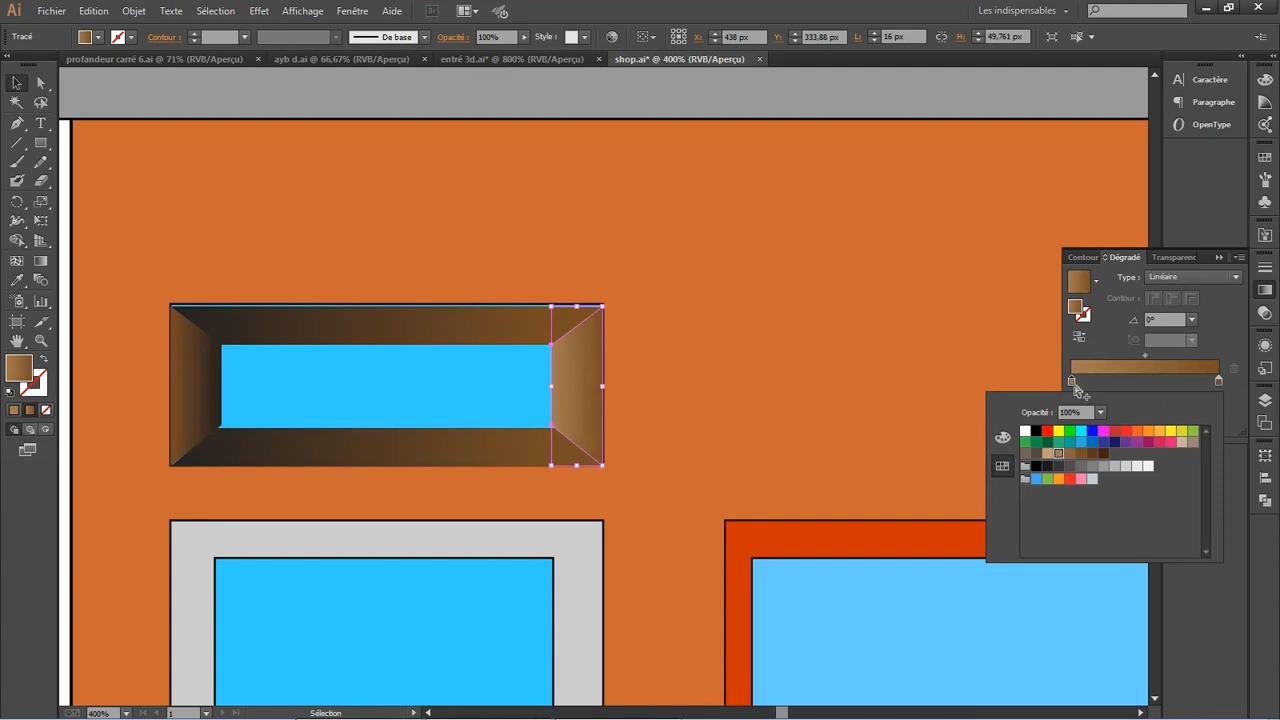 Ai Fichier Edition Objet Texte Sélection Effet Affichage Fenêtre Aide Br Les indispensables
Tracé Contour : De base Opacité : 100% Style : X: 438 px Y: 333,88 px L: 16 px H: 49,761 px
profondeur carré 6.ai @ 71% (RVB/Aperçu) × ayb d.ai @ 66,67% (RVB/Aperçu) × entré 3d.ai* @ 800% (RVB/Aperçu) × shop.ai* @ 400% (RVB/Aperçu) ×
A Caractère
¶ Paragraphe
O OpenType
Contour Dégradé Transparenc
Type : Linéaire
Contour :
0°
Opacité : 100%
400% 1 Sélection